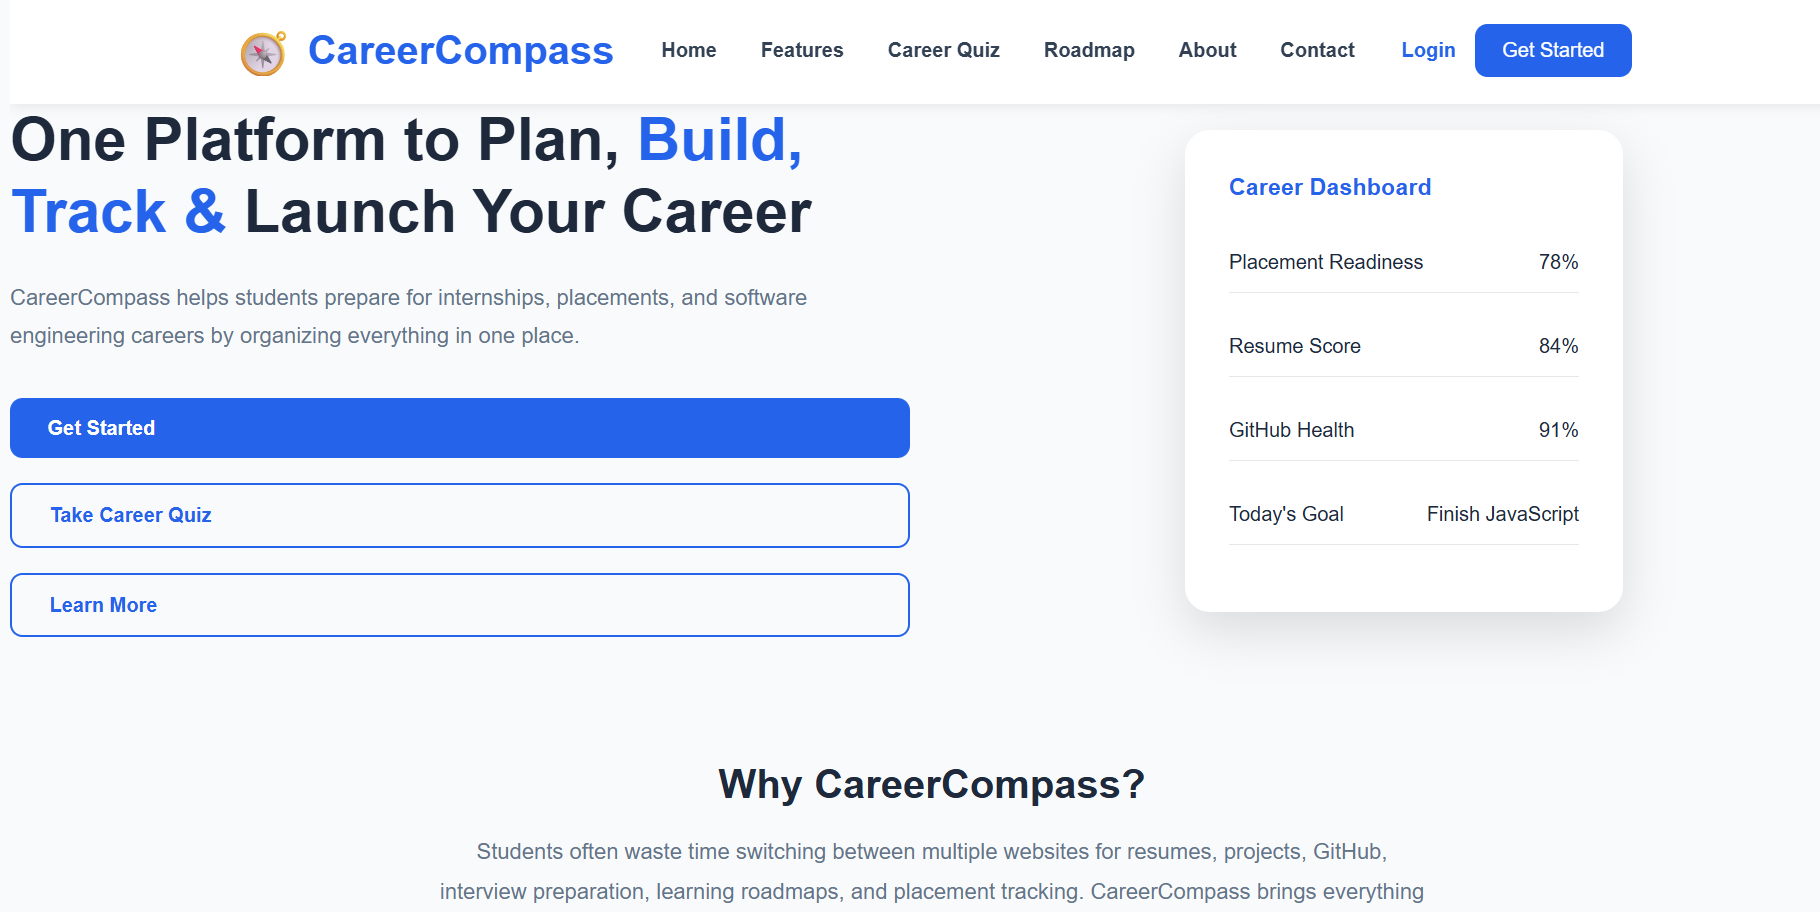 CareerCompass Home Features Career Quiz Roadmap About Contact Login Get Started
One Platform to Plan, Build,
Track & Launch Your Career
CareerCompass helps students prepare for internships, placements, and software
engineering careers by organizing everything in one place.
Get Started
Take Career Quiz
Learn More
Career Dashboard
Placement Readiness 78%
Resume Score 84%
GitHub Health 91%
Today's Goal Finish JavaScript
Why CareerCompass?
Students often waste time switching between multiple websites for resumes, projects, GitHub,
interview preparation, learning roadmaps, and placement tracking. CareerCompass brings everything